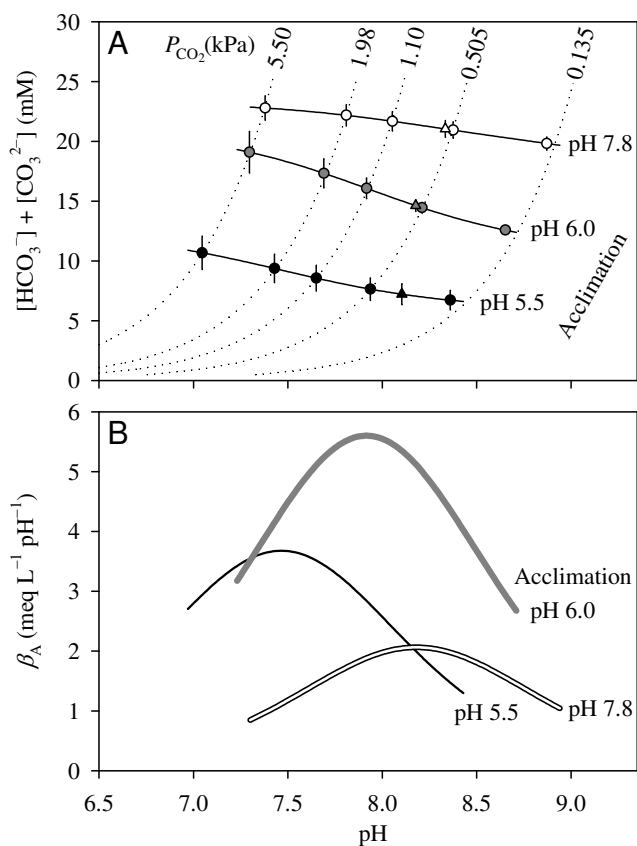 A
P_CO₂(kPa)
5.50
1.98
1.10
0.505
0.135
30
25
20
15
10
5
0
[HCO₃⁻] + [CO₃²⁻] (mM)
pH 7.8
pH 6.0
pH 5.5
Acclimation
B
6
5
4
3
2
1
0
β_A (meq L⁻¹ pH⁻¹)
Acclimation
pH 6.0
pH 5.5
pH 7.8
6.5 7.0 7.5 8.0 8.5 9.0
pH